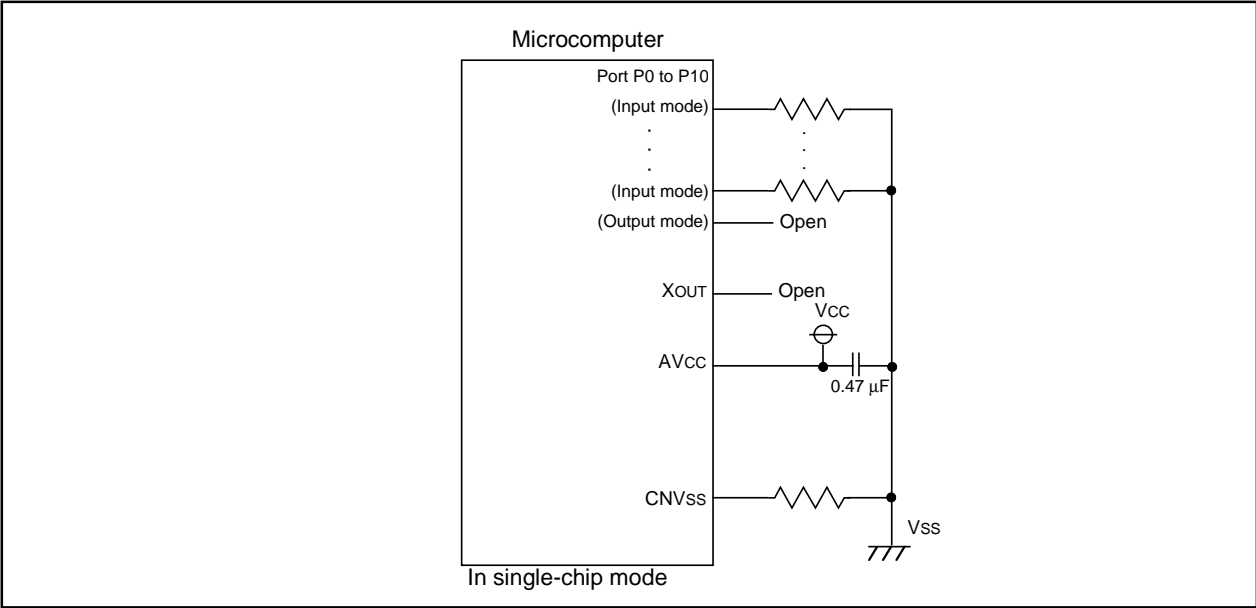 Microcomputer
Port P0 to P10
(Input mode)
(Input mode)
(Output mode)
Open
XOUT
Open
VCC
AVCC
0.47 μF
CNVSS
VSS
In single-chip mode